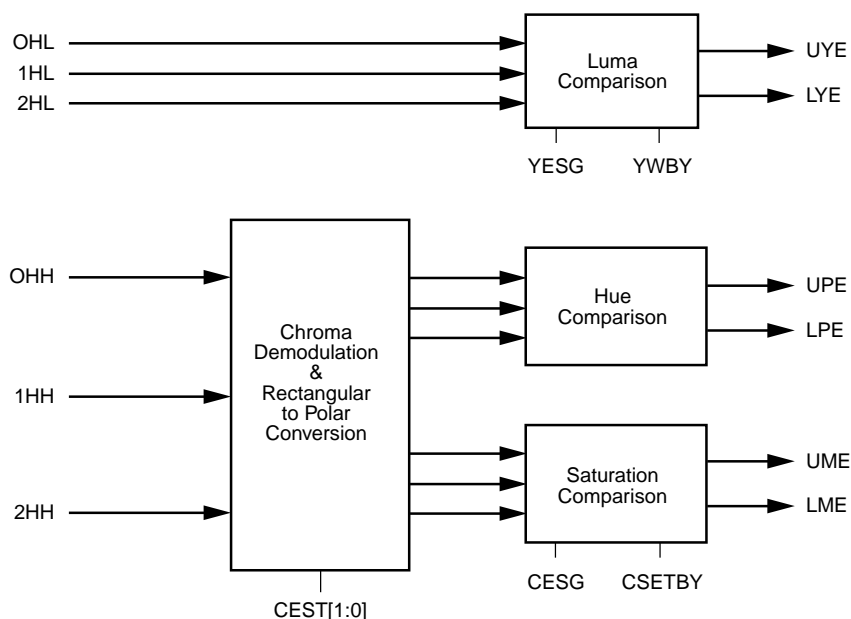 OHL
1HL
2HL
Luma
Comparison
UYE
LYE
YESG
YWBY
OHH
1HH
2HH
Chroma
Demodulation
&
Rectangular
to Polar
Conversion
CEST[1:0]
Hue
Comparison
UPE
LPE
Saturation
Comparison
UME
LME
CESG
CSETBY